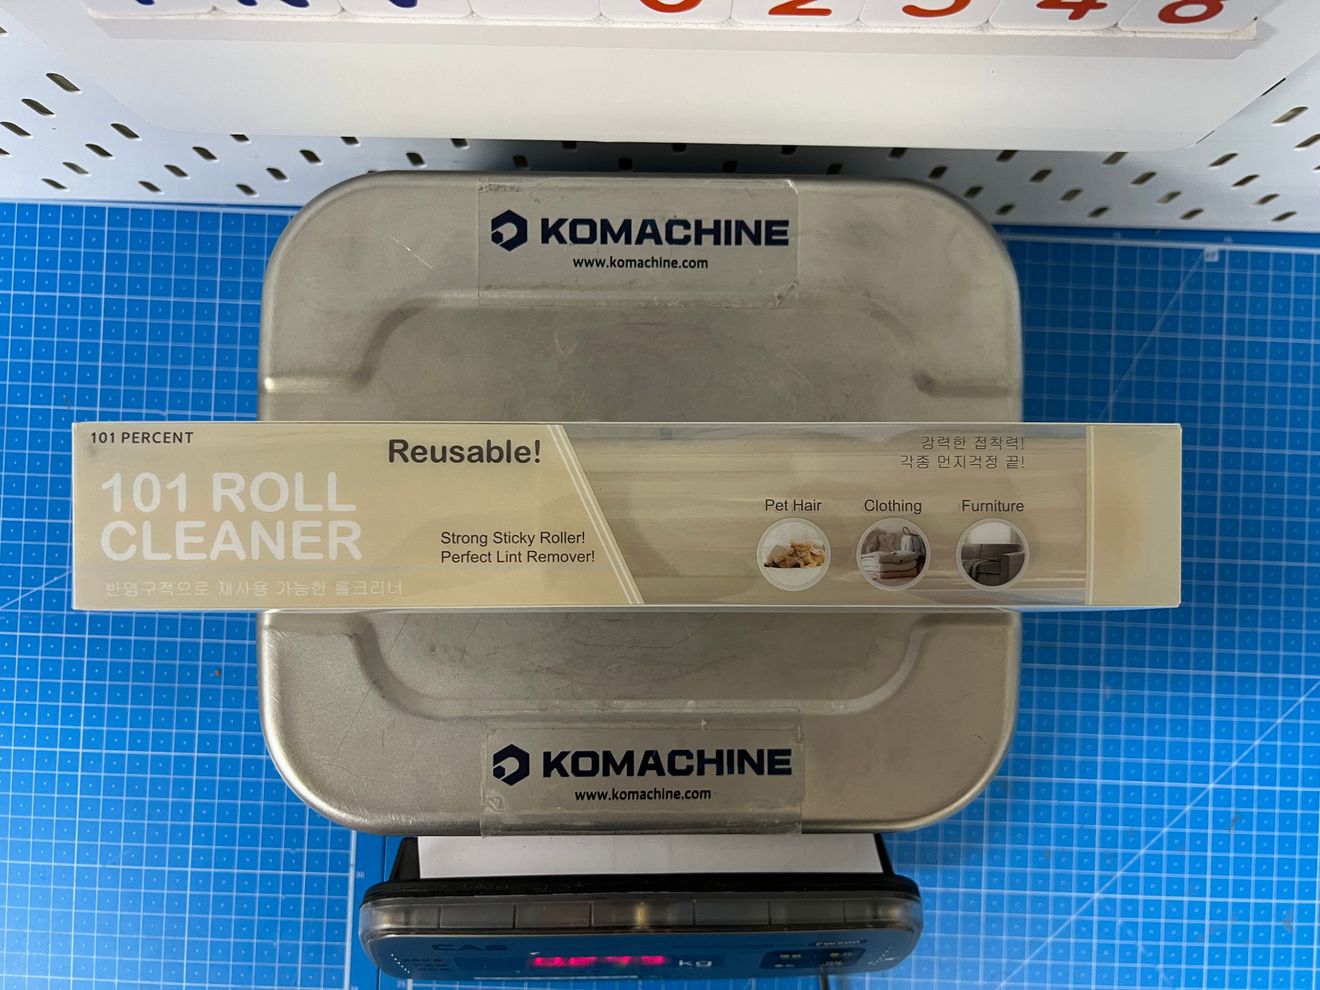 02548
KOMACHINE
www.komachine.com
101 PERCENT
Reusable!
101 ROLL
CLEANER
Strong Sticky Roller!
Perfect Lint Remover!
반영구적으로 재사용 가능한 롤크리너
강력한 접착력!
각종 먼지걱정 끝!
Pet Hair
Clothing
Furniture
KOMACHINE
www.komachine.com
CAS
kg